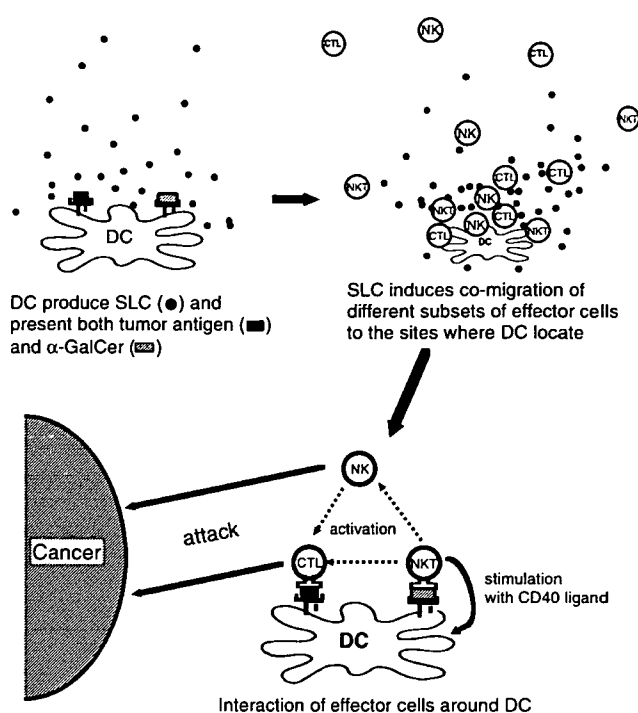 CTL
NK
CTL
NK
NKT
NKT
CTL
CTL
NK
NKT
CTL
NK
NKT
CTL
DC
DC
DC produce SLC (●) and
present both tumor antigen (■)
and α-GalCer (▨)
SLC induces co-migration of
different subsets of effector cells
to the sites where DC locate
NK
attack
activation
Cancer
CTL
NKT
stimulation
with CD40 ligand
DC
Interaction of effector cells around DC